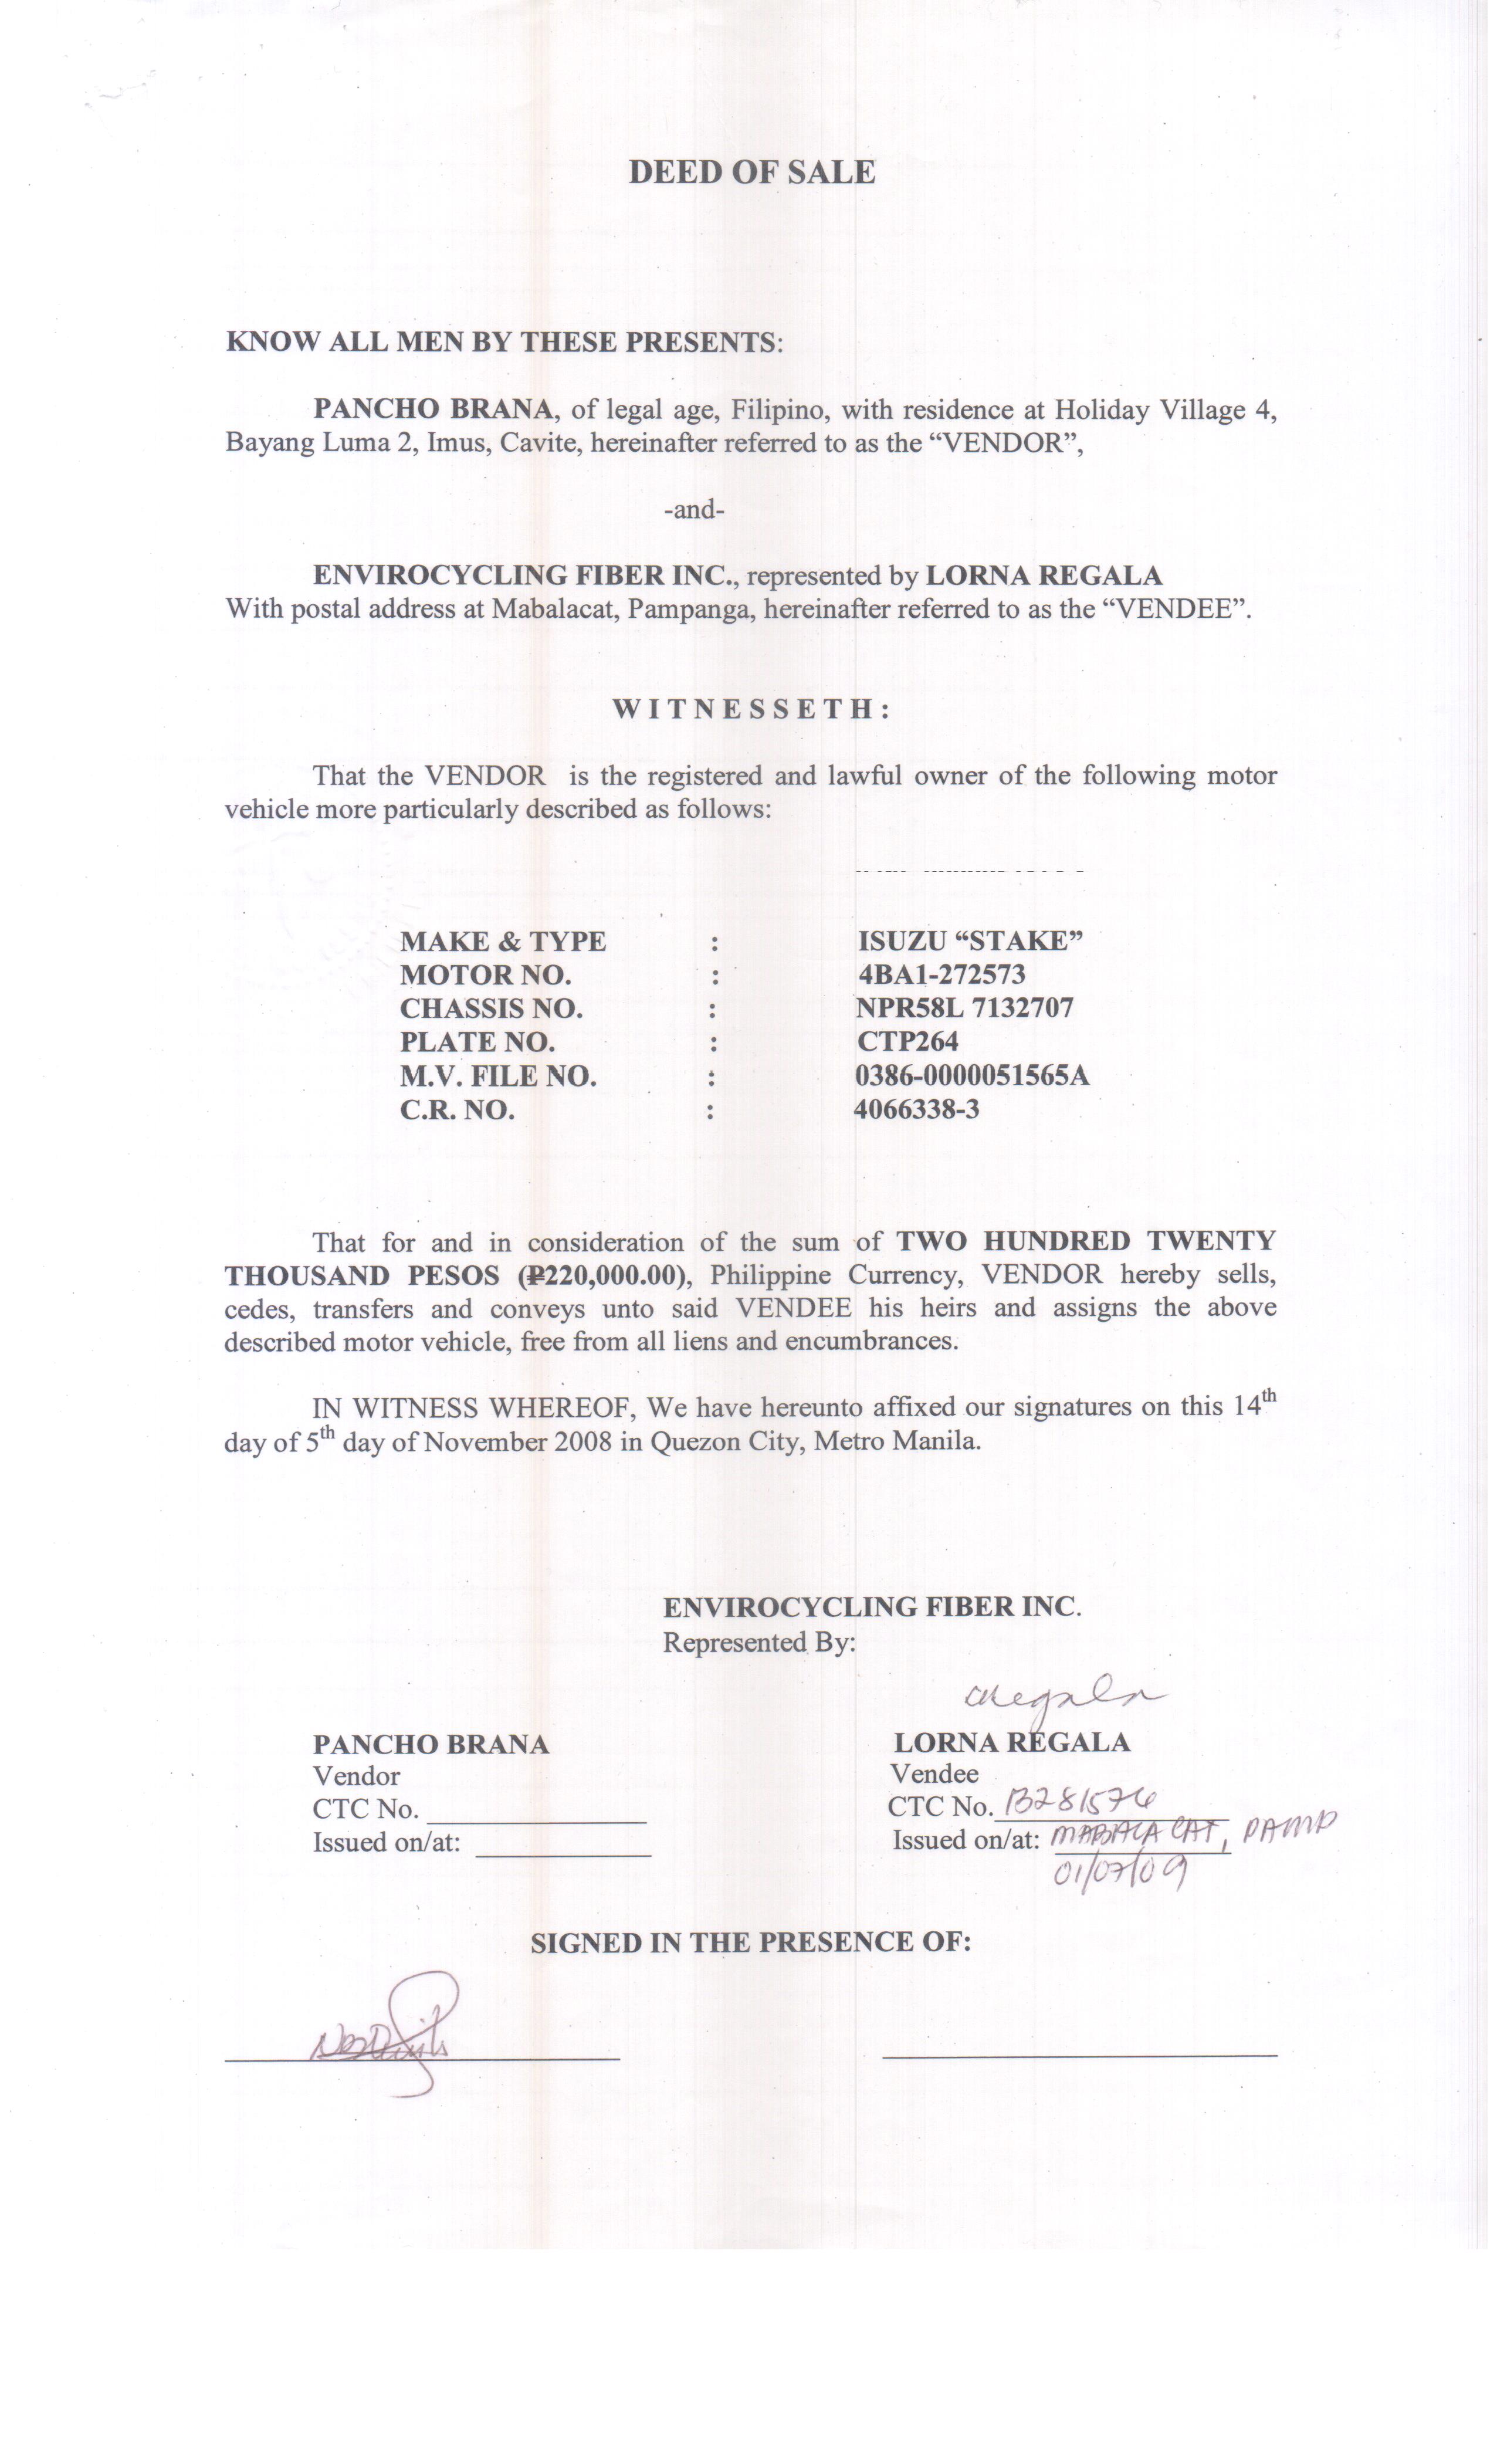 DEED OF SALE
KNOW ALL MEN BY THESE PRESENTS:
PANCHO BRANA, of legal age, Filipino, with residence at Holiday Village 4,
Bayang Luma 2, Imus, Cavite, hereinafter referred to as the “VENDOR”,
-and-
ENVIROCYCLING FIBER INC., represented by LORNA REGALA
With postal address at Mabalacat, Pampanga, hereinafter referred to as the “VENDEE”.
W I T N E S S E T H :
That the VENDOR is the registered and lawful owner of the following motor
vehicle more particularly described as follows:
MAKE & TYPE : ISUZU “STAKE”
MOTOR NO. : 4BA1-272573
CHASSIS NO. : NPR58L 7132707
PLATE NO. : CTP264
M.V. FILE NO. : 0386-0000051565A
C.R. NO. : 4066338-3
That for and in consideration of the sum of TWO HUNDRED TWENTY
THOUSAND PESOS (₱220,000.00), Philippine Currency, VENDOR hereby sells,
cedes, transfers and conveys unto said VENDEE his heirs and assigns the above
described motor vehicle, free from all liens and encumbrances.
IN WITNESS WHEREOF, We have hereunto affixed our signatures on this 14th
day of 5th day of November 2008 in Quezon City, Metro Manila.
ENVIROCYCLING FIBER INC.
Represented By:
PANCHO BRANA LORNA REGALA
Vendor Vendee
CTC No. CTC No. B281576
Issued on/at: Issued on/at: MABALACAT, PAMP
01/07/09
SIGNED IN THE PRESENCE OF: